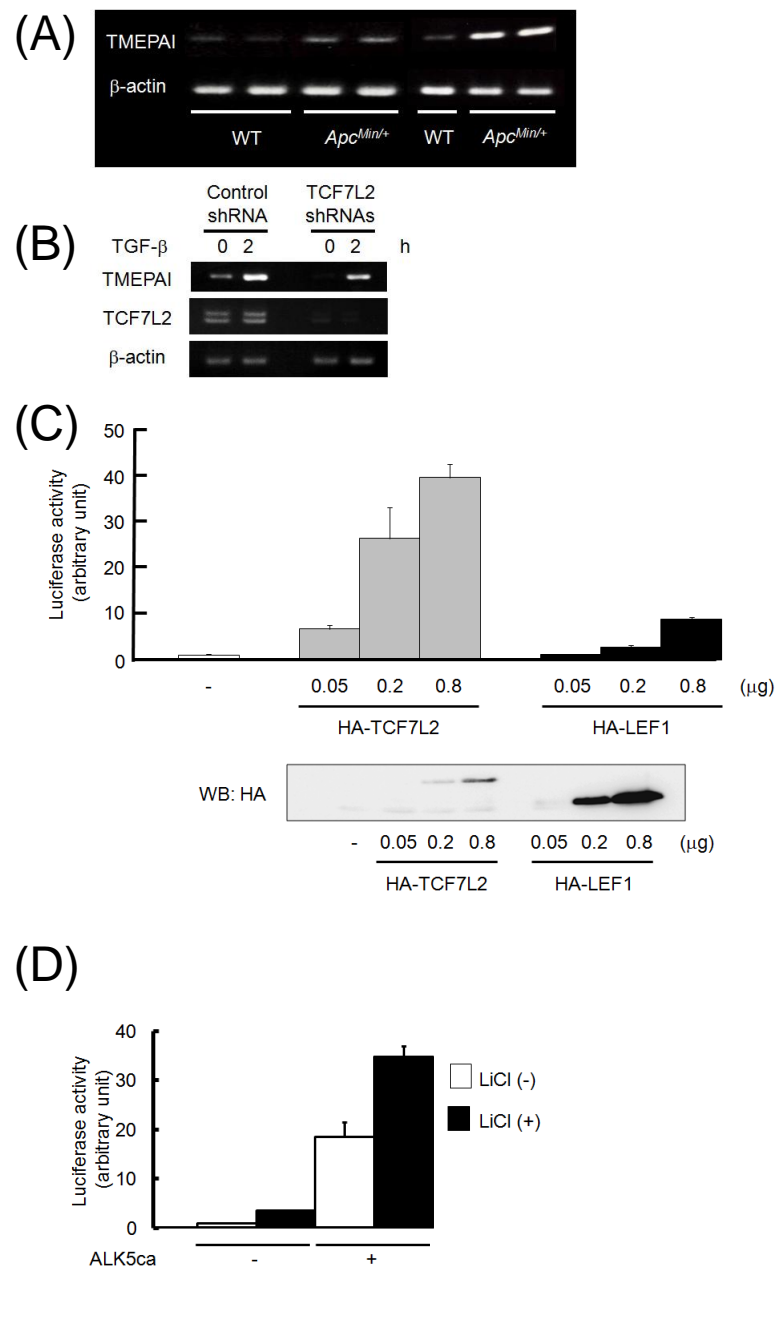 (A)
TMEPAI
β-actin
WT Apc^Min/+ WT Apc^Min/+
(B)
Control shRNA TCF7L2 shRNAs
TGF-β 0 2 0 2 h
TMEPAI
TCF7L2
β-actin
(C)
Luciferase activity
(arbitrary unit)
50
40
30
20
10
0
- 0.05 0.2 0.8 0.05 0.2 0.8 (μg)
HA-TCF7L2 HA-LEF1
WB: HA
- 0.05 0.2 0.8 0.05 0.2 0.8 (μg)
HA-TCF7L2 HA-LEF1
(D)
Luciferase activity
(arbitrary unit)
40
30
20
10
0
LiCl (-)
LiCl (+)
ALK5ca - +